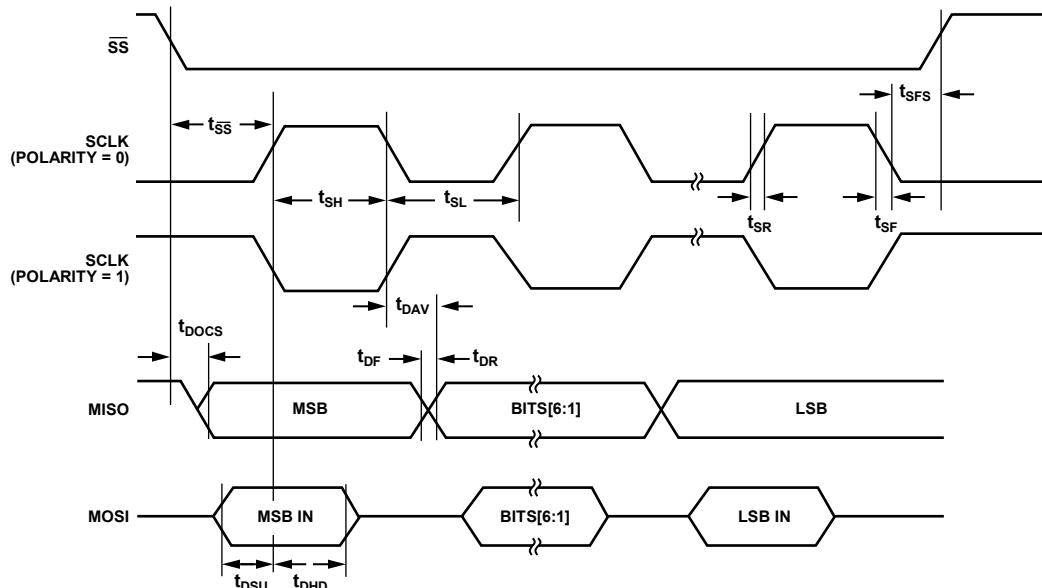 SS
tSFS
tSS
SCLK
(POLARITY = 0)
tSH
tSL
tSR
tSF
SCLK
(POLARITY = 1)
tDAV
tDOCS
tDF
tDR
MISO
MSB
BITS[6:1]
LSB
MOSI
MSB IN
BITS[6:1]
LSB IN
tDSU
tDHD